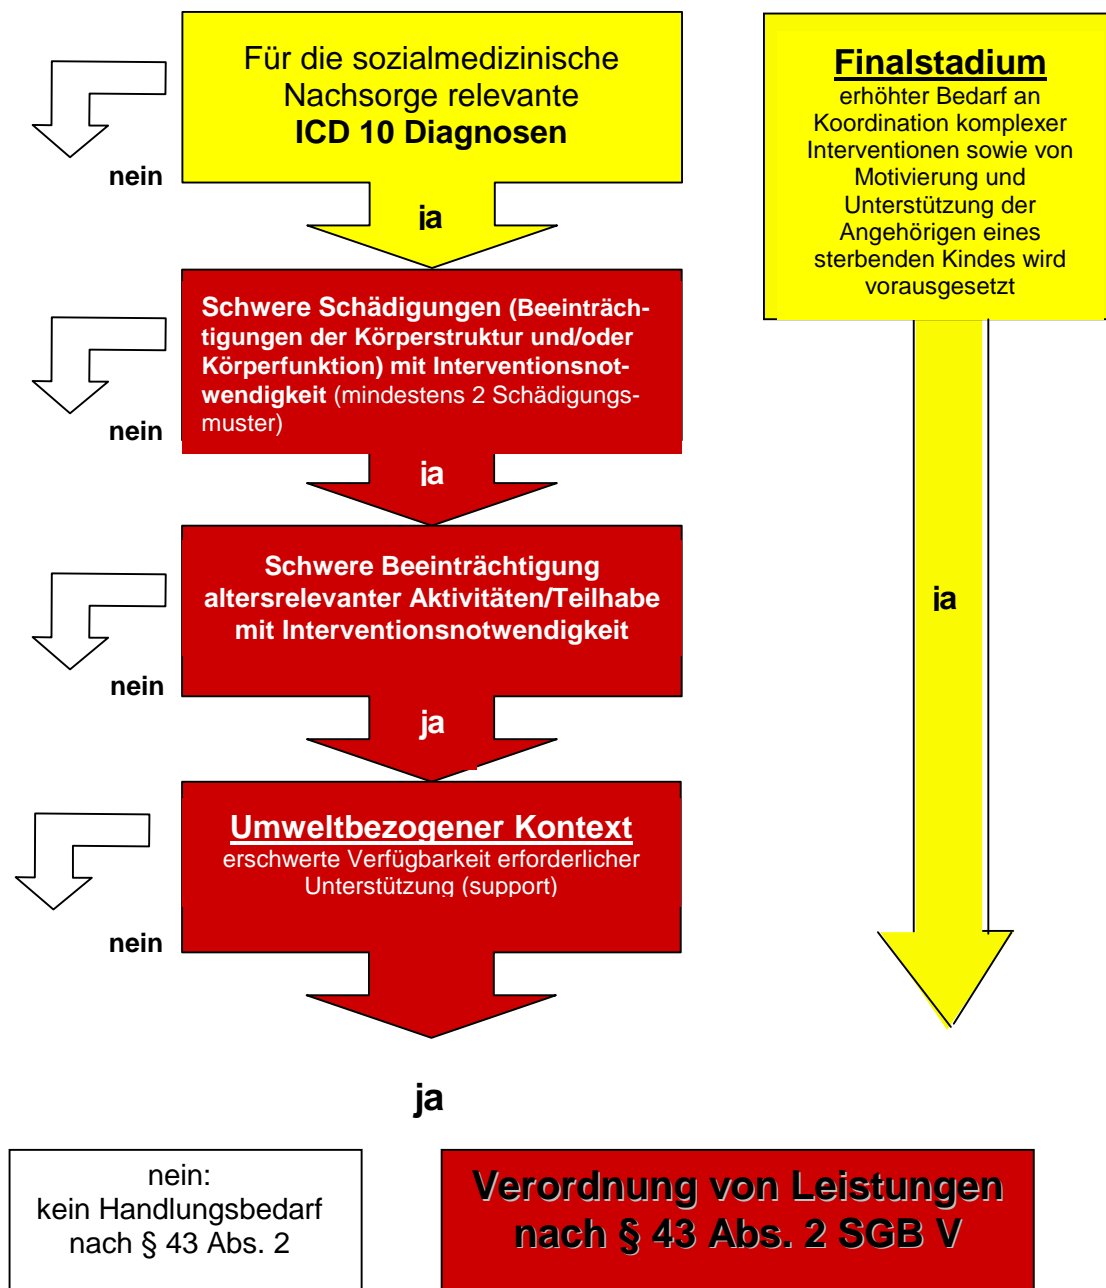 Für die sozialmedizinische
Nachsorge relevante
ICD 10 Diagnosen
nein
ja
Schwere Schädigungen (Beeinträch-
tigungen der Körperstruktur und/oder
Körperfunktion) mit Interventionsnot-
wendigkeit (mindestens 2 Schädigungs-
muster)
nein
ja
Schwere Beeinträchtigung
altersrelevanter Aktivitäten/Teilhabe
mit Interventionsnotwendigkeit
nein
ja
Umweltbezogener Kontext
erschwerte Verfügbarkeit erforderlicher
Unterstützung (support)
nein
ja
Finalstadium
erhöhter Bedarf an
Koordination komplexer
Interventionen sowie von
Motivierung und
Unterstützung der
Angehörigen eines
sterbenden Kindes wird
vorausgesetzt
ja
nein:
kein Handlungsbedarf
nach § 43 Abs. 2
Verordnung von Leistungen
nach § 43 Abs. 2 SGB V